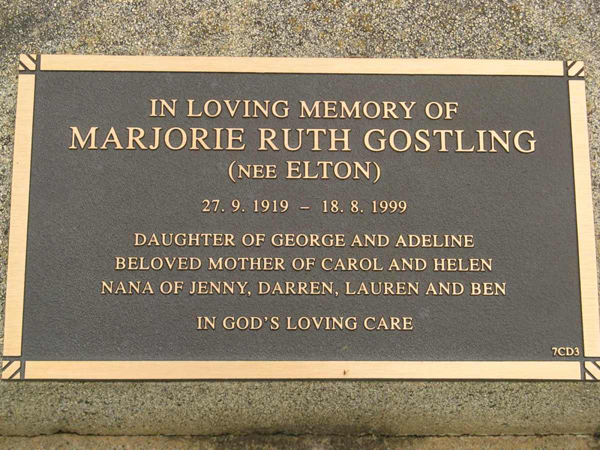 IN LOVING MEMORY OF
MARJORIE RUTH GOSTLING
(NEE ELTON)
27. 9. 1919 – 18. 8. 1999
DAUGHTER OF GEORGE AND ADELINE
BELOVED MOTHER OF CAROL AND HELEN
NANA OF JENNY, DARREN, LAUREN AND BEN
IN GOD'S LOVING CARE
7CD3